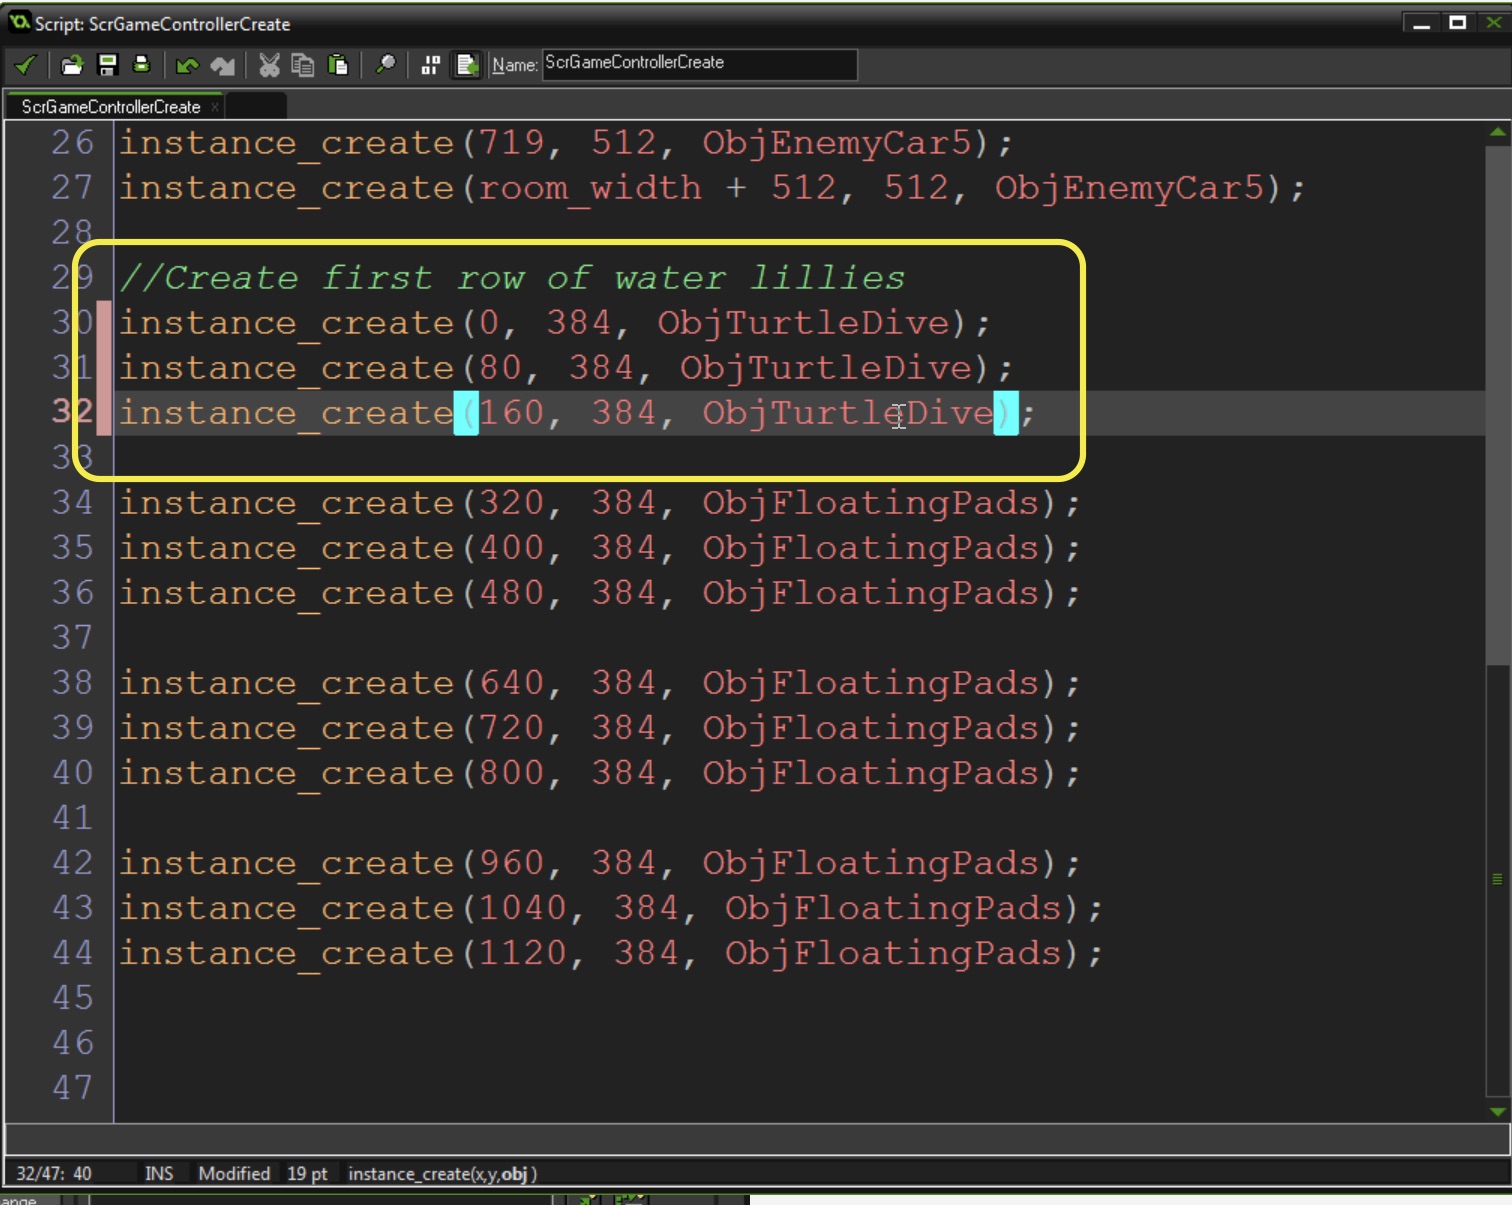 Script: ScrGameControllerCreate
Name: ScrGameControllerCreate
ScrGameControllerCreate x
26 instance_create(719, 512, ObjEnemyCar5);
27 instance_create(room_width + 512, 512, ObjEnemyCar5);
28
29 //Create first row of water lillies
30 instance_create(0, 384, ObjTurtleDive);
31 instance_create(80, 384, ObjTurtleDive);
32 instance_create(160, 384, ObjTurtleDive);
33
34 instance_create(320, 384, ObjFloatingPads);
35 instance_create(400, 384, ObjFloatingPads);
36 instance_create(480, 384, ObjFloatingPads);
37
38 instance_create(640, 384, ObjFloatingPads);
39 instance_create(720, 384, ObjFloatingPads);
40 instance_create(800, 384, ObjFloatingPads);
41
42 instance_create(960, 384, ObjFloatingPads);
43 instance_create(1040, 384, ObjFloatingPads);
44 instance_create(1120, 384, ObjFloatingPads);
45
46
47
32/47: 40 INS Modified 19 pt instance_create(x,y,obj )